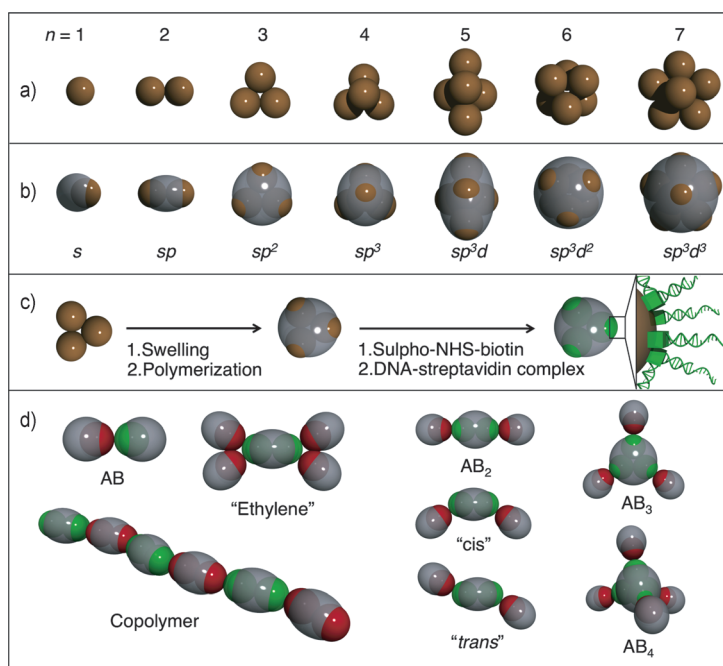 n = 1 2 3 4 5 6 7
a)
b)
s sp sp² sp³ sp³d sp³d² sp³d³
c)
1.Swelling
2.Polymerization
1.Sulpho-NHS-biotin
2.DNA-streptavidin complex
d)
AB
"Ethylene"
Copolymer
AB₂
"cis"
"trans"
AB₃
AB₄